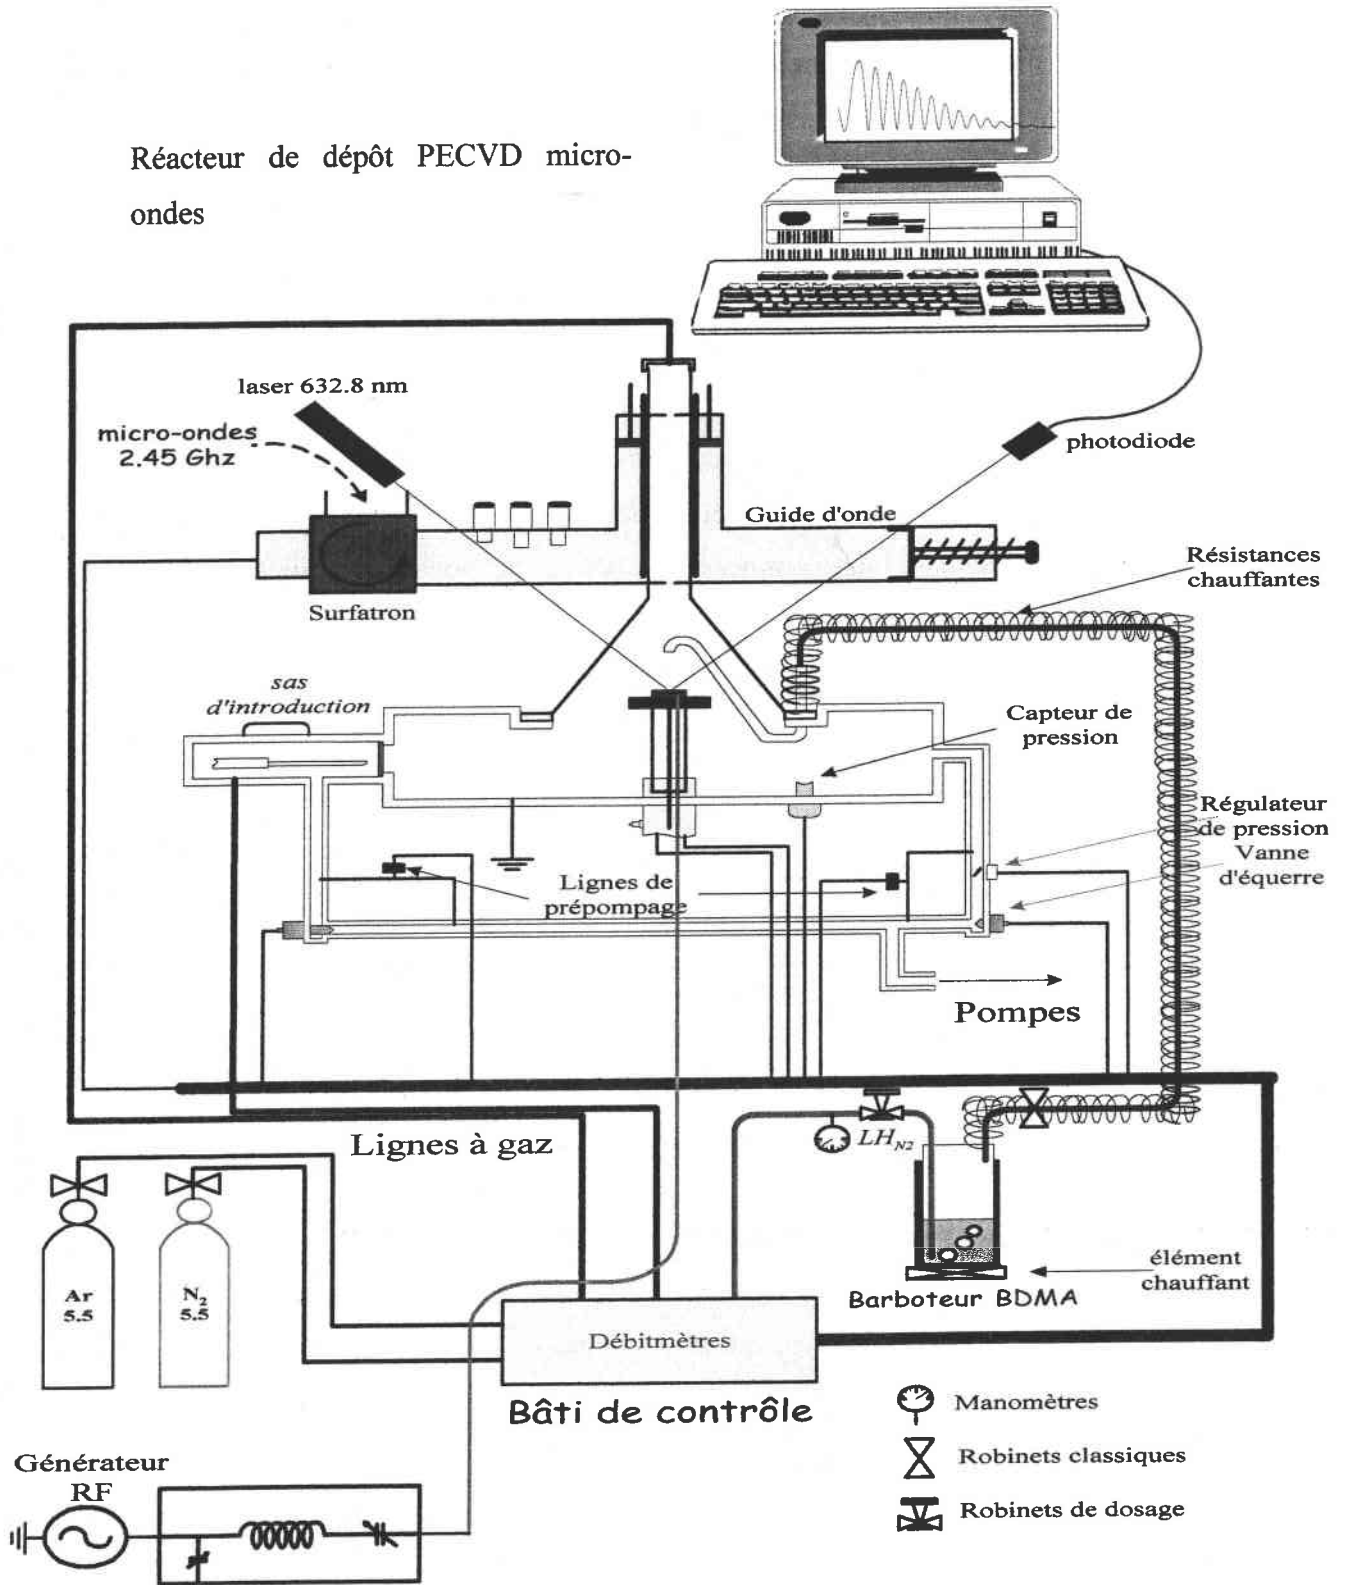 Réacteur de dépôt PECVD micro-
ondes
laser 632.8 nm
micro-ondes
2.45 Ghz
photodiode
Guide d'onde
Résistances
chauffantes
Surfatron
sas
d'introduction
Capteur de
pression
Régulateur
de pression
Vanne
d'équerre
Lignes de
prépompage
Pompes
Lignes à gaz
LH_N2
Ar
5.5
N₂
5.5
élément
chauffant
Barboteur BDMA
Débitmètres
Bâti de contrôle
Manomètres
Robinets classiques
Robinets de dosage
Générateur
RF